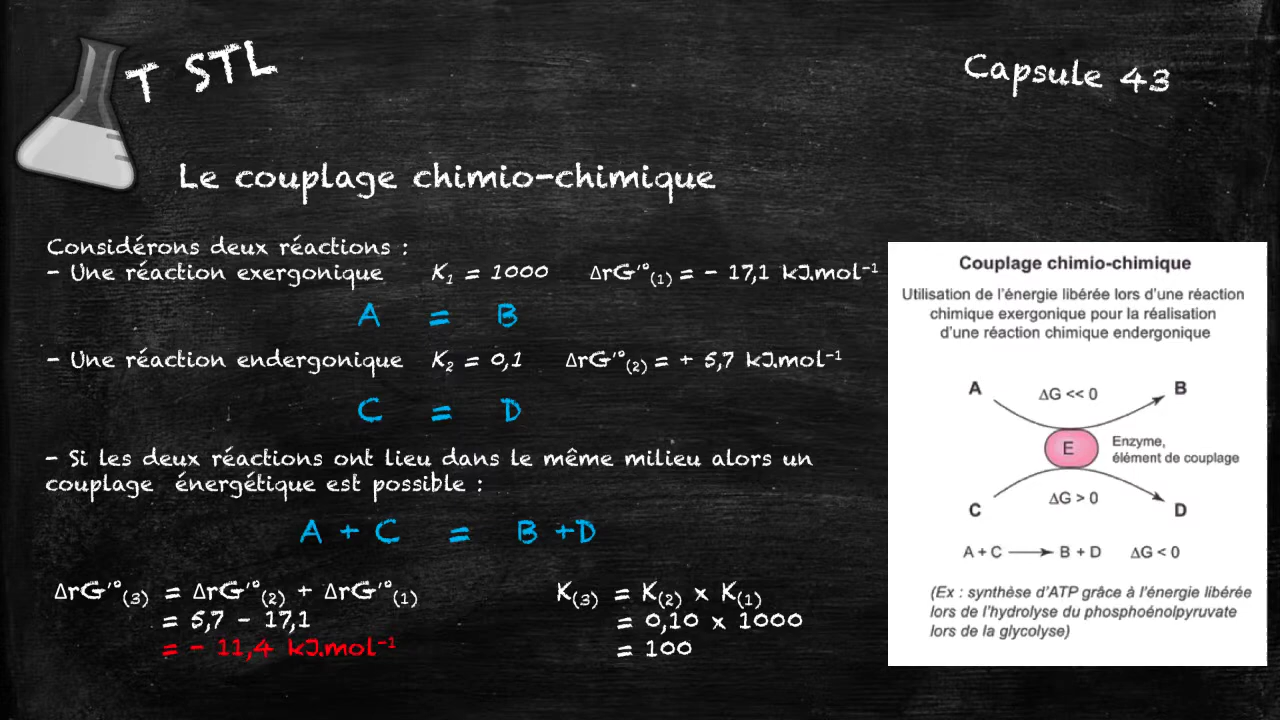 T STL
Capsule 43
Le couplage chimio-chimique
Considérons deux réactions :
- Une réaction exergonique K₁ = 1000 ΔrG'°₍₁₎ = - 17,1 kJ.mol⁻¹
A = B
- Une réaction endergonique K₂ = 0,1 ΔrG'°₍₂₎ = + 5,7 kJ.mol⁻¹
C = D
- Si les deux réactions ont lieu dans le même milieu alors un
couplage énergétique est possible :
A + C = B +D
ΔrG'°₍₃₎ = ΔrG'°₍₂₎ + ΔrG'°₍₁₎
= 5,7 - 17,1
= - 11,4 kJ.mol⁻¹
K₍₃₎ = K₍₂₎ x K₍₁₎
= 0,10 x 1000
= 100
Couplage chimio-chimique
Utilisation de l'énergie libérée lors d'une réaction
chimique exergonique pour la réalisation
d'une réaction chimique endergonique
A ΔG << 0 B
E Enzyme,
élément de couplage
ΔG > 0
C D
A + C → B + D ΔG < 0
(Ex : synthèse d'ATP grâce à l'énergie libérée
lors de l'hydrolyse du phosphoénolpyruvate
lors de la glycolyse)